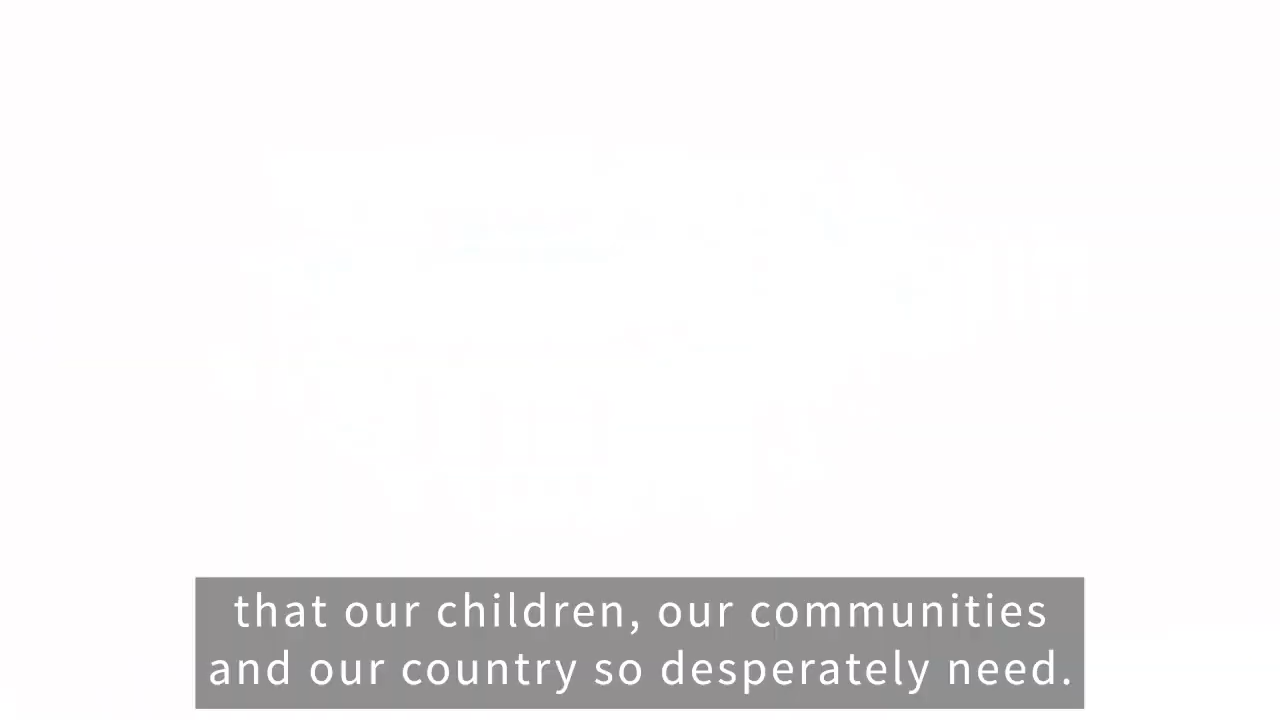 that our children, our communities
and our country so desperately need.